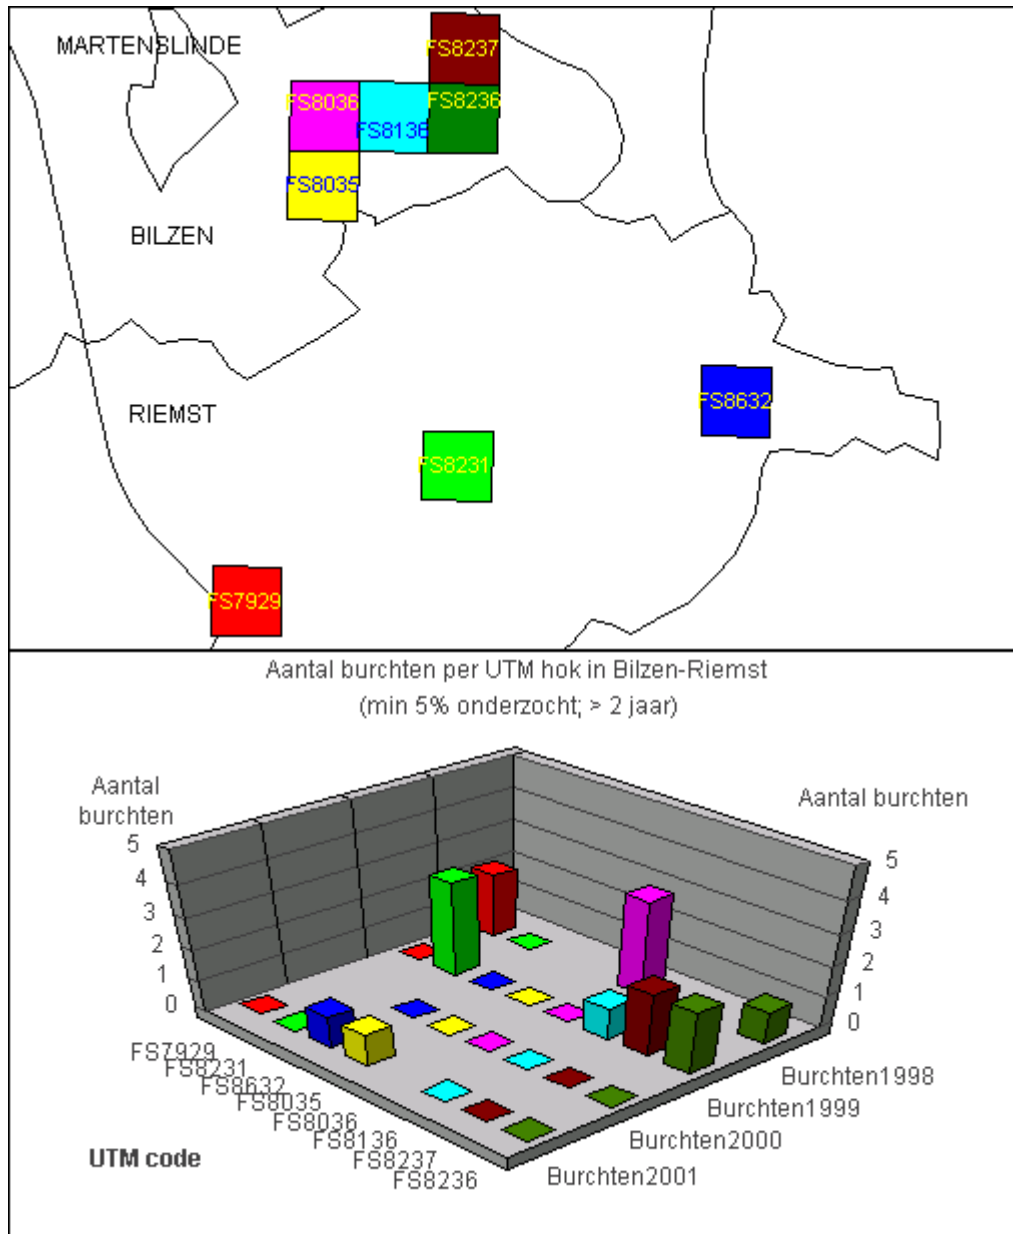 MARTENSLINDE
FS8237
FS8036
FS8136
FS8236
FS8035
BILZEN
RIEMST
FS8632
FS8231
FS7929
Aantal burchten per UTM hok in Bilzen-Riemst
(min 5% onderzocht; > 2 jaar)
Aantal
burchten
5
4
3
2
1
0
Aantal burchten
5
4
3
2
1
0
FS7929
FS8231
FS8632
FS8035
FS8036
FS8136
FS8237
FS8236
UTM code
Burchten1998
Burchten1999
Burchten2000
Burchten2001